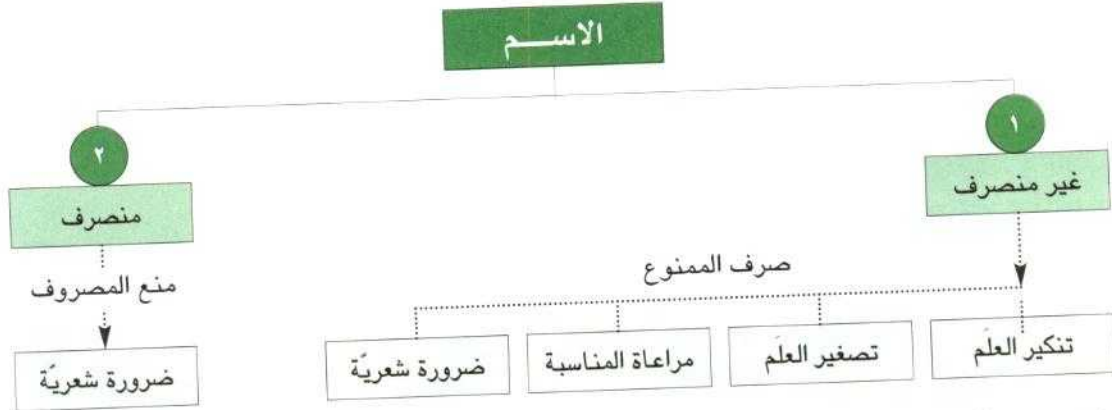 الاسم
١
٢
غير منصرف
منصرف
صرف الممنوع
منع المصروف
تنكير العلَم
تصغير العلَم
مراعاة المناسبة
ضرورة شعريّة
ضرورة شعريّة